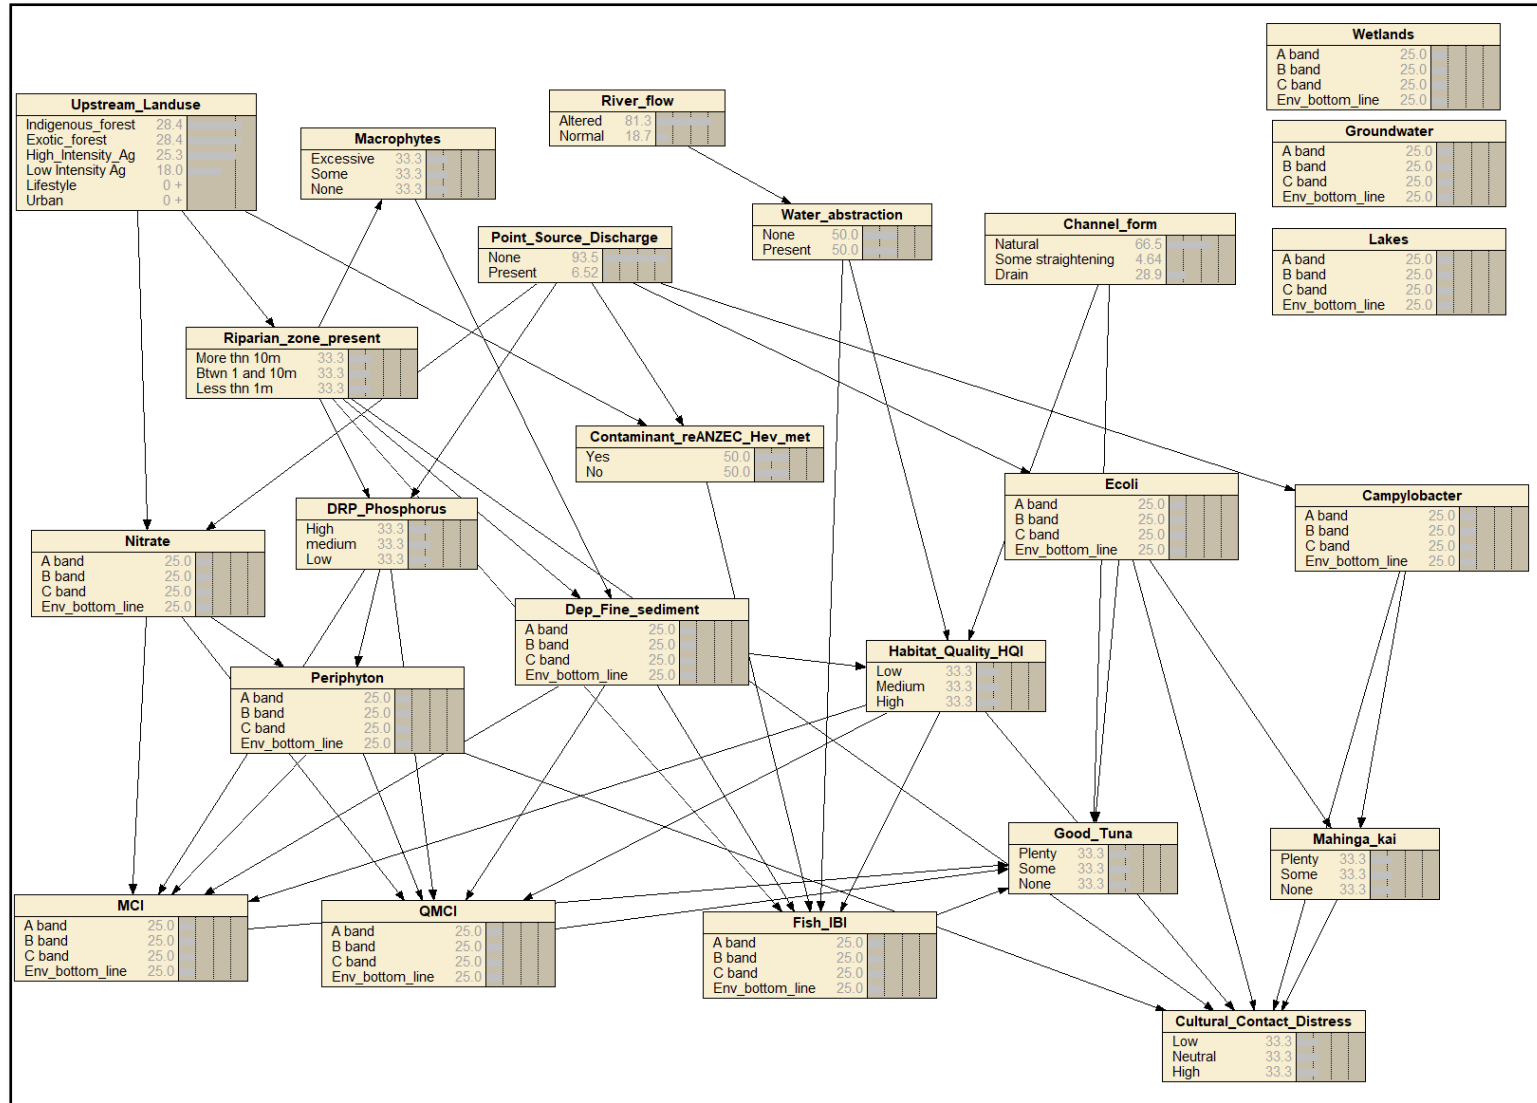 Wetlands
A band 25.0
B band 25.0
C band 25.0
Env_bottom_line 25.0
Upstream_Landuse
Indigenous_forest 28.4
Exotic_forest 28.4
High_Intensity_Ag 25.3
Low Intensity Ag 18.0
Lifestyle 0 +
Urban 0 +
River_flow
Altered 81.3
Normal 18.7
Macrophytes
Excessive 33.3
Some 33.3
None 33.3
Groundwater
A band 25.0
B band 25.0
C band 25.0
Env_bottom_line 25.0
Water_abstraction
None 50.0
Present 50.0
Channel_form
Natural 66.5
Some straightening 4.64
Drain 28.9
Point_Source_Discharge
None 93.5
Present 6.52
Lakes
A band 25.0
B band 25.0
C band 25.0
Env_bottom_line 25.0
Riparian_zone_present
More thn 10m 33.3
Btwn 1 and 10m 33.3
Less thn 1m 33.3
Contaminant_reANZEC_Hev_met
Yes 50.0
No 50.0
Ecoli
A band 25.0
B band 25.0
C band 25.0
Env_bottom_line 25.0
Campylobacter
A band 25.0
B band 25.0
C band 25.0
Env_bottom_line 25.0
DRP_Phosphorus
High 33.3
medium 33.3
Low 33.3
Nitrate
A band 25.0
B band 25.0
C band 25.0
Env_bottom_line 25.0
Dep_Fine_sediment
A band 25.0
B band 25.0
C band 25.0
Env_bottom_line 25.0
Habitat_Quality_HQI
Low 33.3
Medium 33.3
High 33.3
Periphyton
A band 25.0
B band 25.0
C band 25.0
Env_bottom_line 25.0
Good_Tuna
Plenty 33.3
Some 33.3
None 33.3
Mahinga_kai
Plenty 33.3
Some 33.3
None 33.3
MCI
A band 25.0
B band 25.0
C band 25.0
Env_bottom_line 25.0
QMCI
A band 25.0
B band 25.0
C band 25.0
Env_bottom_line 25.0
Fish_IBI
A band 25.0
B band 25.0
C band 25.0
Env_bottom_line 25.0
Cultural_Contact_Distress
Low 33.3
Neutral 33.3
High 33.3